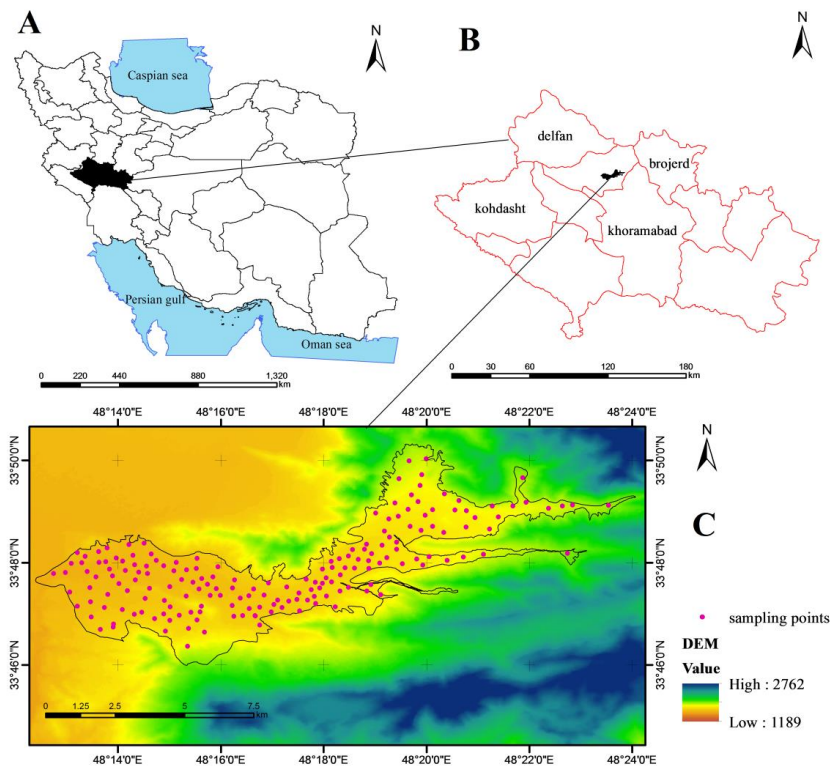 A
N
Caspian sea
Persian gulf
Oman sea
0 220 440 880 1,320
km
B
N
delfan
brojerd
kohdasht
khoramabad
0 30 60 120 180
km
48°14'0"E 48°16'0"E 48°18'0"E 48°20'0"E 48°22'0"E 48°24'0"E
33°50'0"N
33°48'0"N
33°46'0"N
0 1.25 2.5 5 7.5
km
33°50'0"N
33°48'0"N
33°46'0"N
48°14'0"E 48°16'0"E 48°18'0"E 48°20'0"E 48°22'0"E 48°24'0"E
N
C
sampling points
DEM
Value
High : 2762
Low : 1189